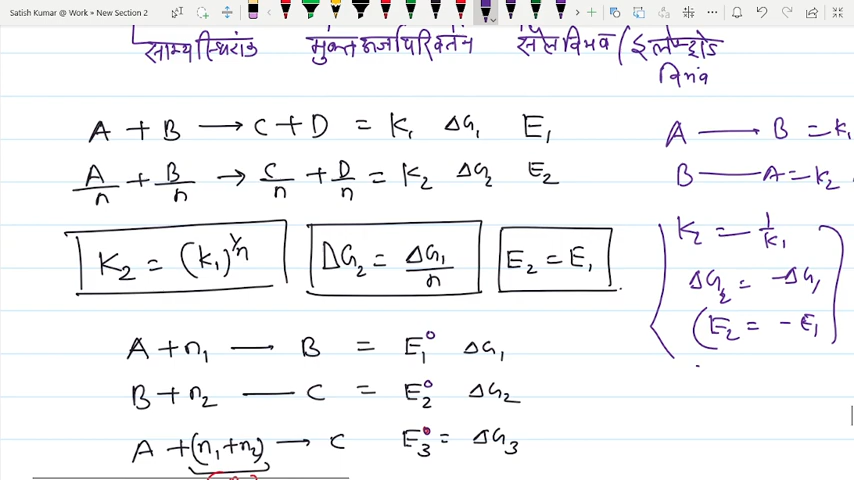 Satish Kumar @ Work » New Section 2
साम्य स्थिरांक
मुक्त ऊर्जा परिवर्तन
सेल विभव (इलेक्ट्रोड
विभव
A + B → C + D = K₁ ΔG₁ E₁
A/n + B/n → C/n + D/n = K₂ ΔG₂ E₂
K₂ = (k₁)^1/n
ΔG₂ = ΔG₁/n
E₂ = E₁
A — B = k₁
B — A = k₂
K₂ = 1/k₁
ΔG₂ = -ΔG₁
(E₂ = - E₁
A + n₁ — B = E₁° ΔG₁
B + n₂ — C = E₂° ΔG₂
A + (n₁+n₂) → C E₃° = ΔG₃